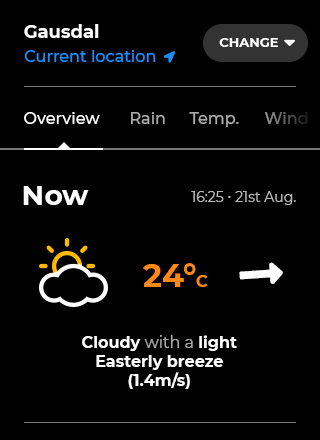 Gausdal
Current location
CHANGE
Overview Rain Temp. Wind
Now
16:25 · 21st Aug.
24°C
Cloudy with a light
Easterly breeze
(1.4m/s)